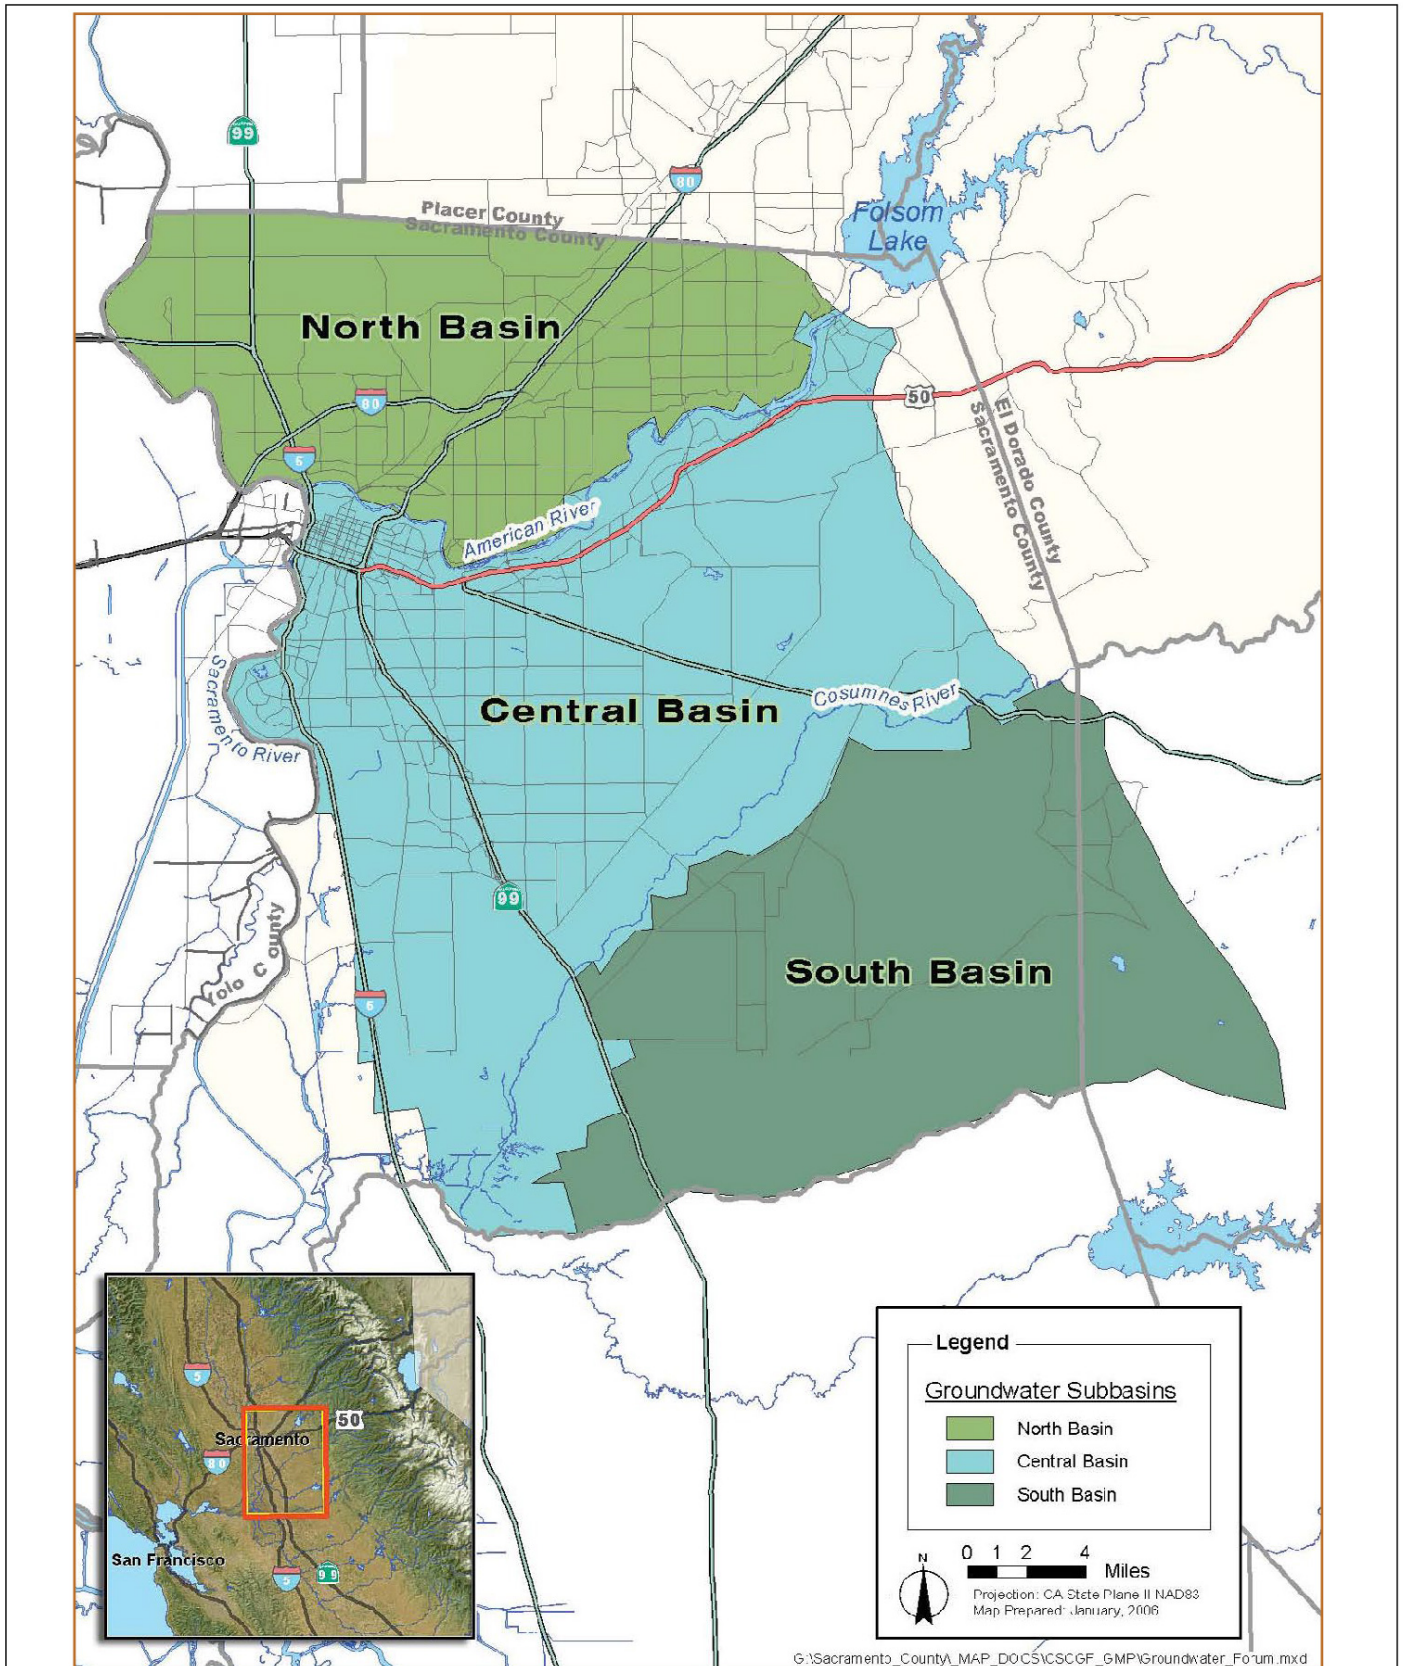 99
80
Placer County
Sacramento County
Folsom
Lake
North Basin
80
50
5
El Dorado County
Sacramento County
American River
Sacramento River
Central Basin
Cosumnes River
99
Yolo County
South Basin
5
5
50
Sacramento
80
San Francisco
5
99
Legend
Groundwater Subbasins
North Basin
Central Basin
South Basin
N
0 1 2 4
Miles
Projection: CA State Plane II NAD83
Map Prepared: January, 2006
G:\Sacramento_County\_MAP_DOCS\CSCGF_GMP\Groundwater_Forum.mxd